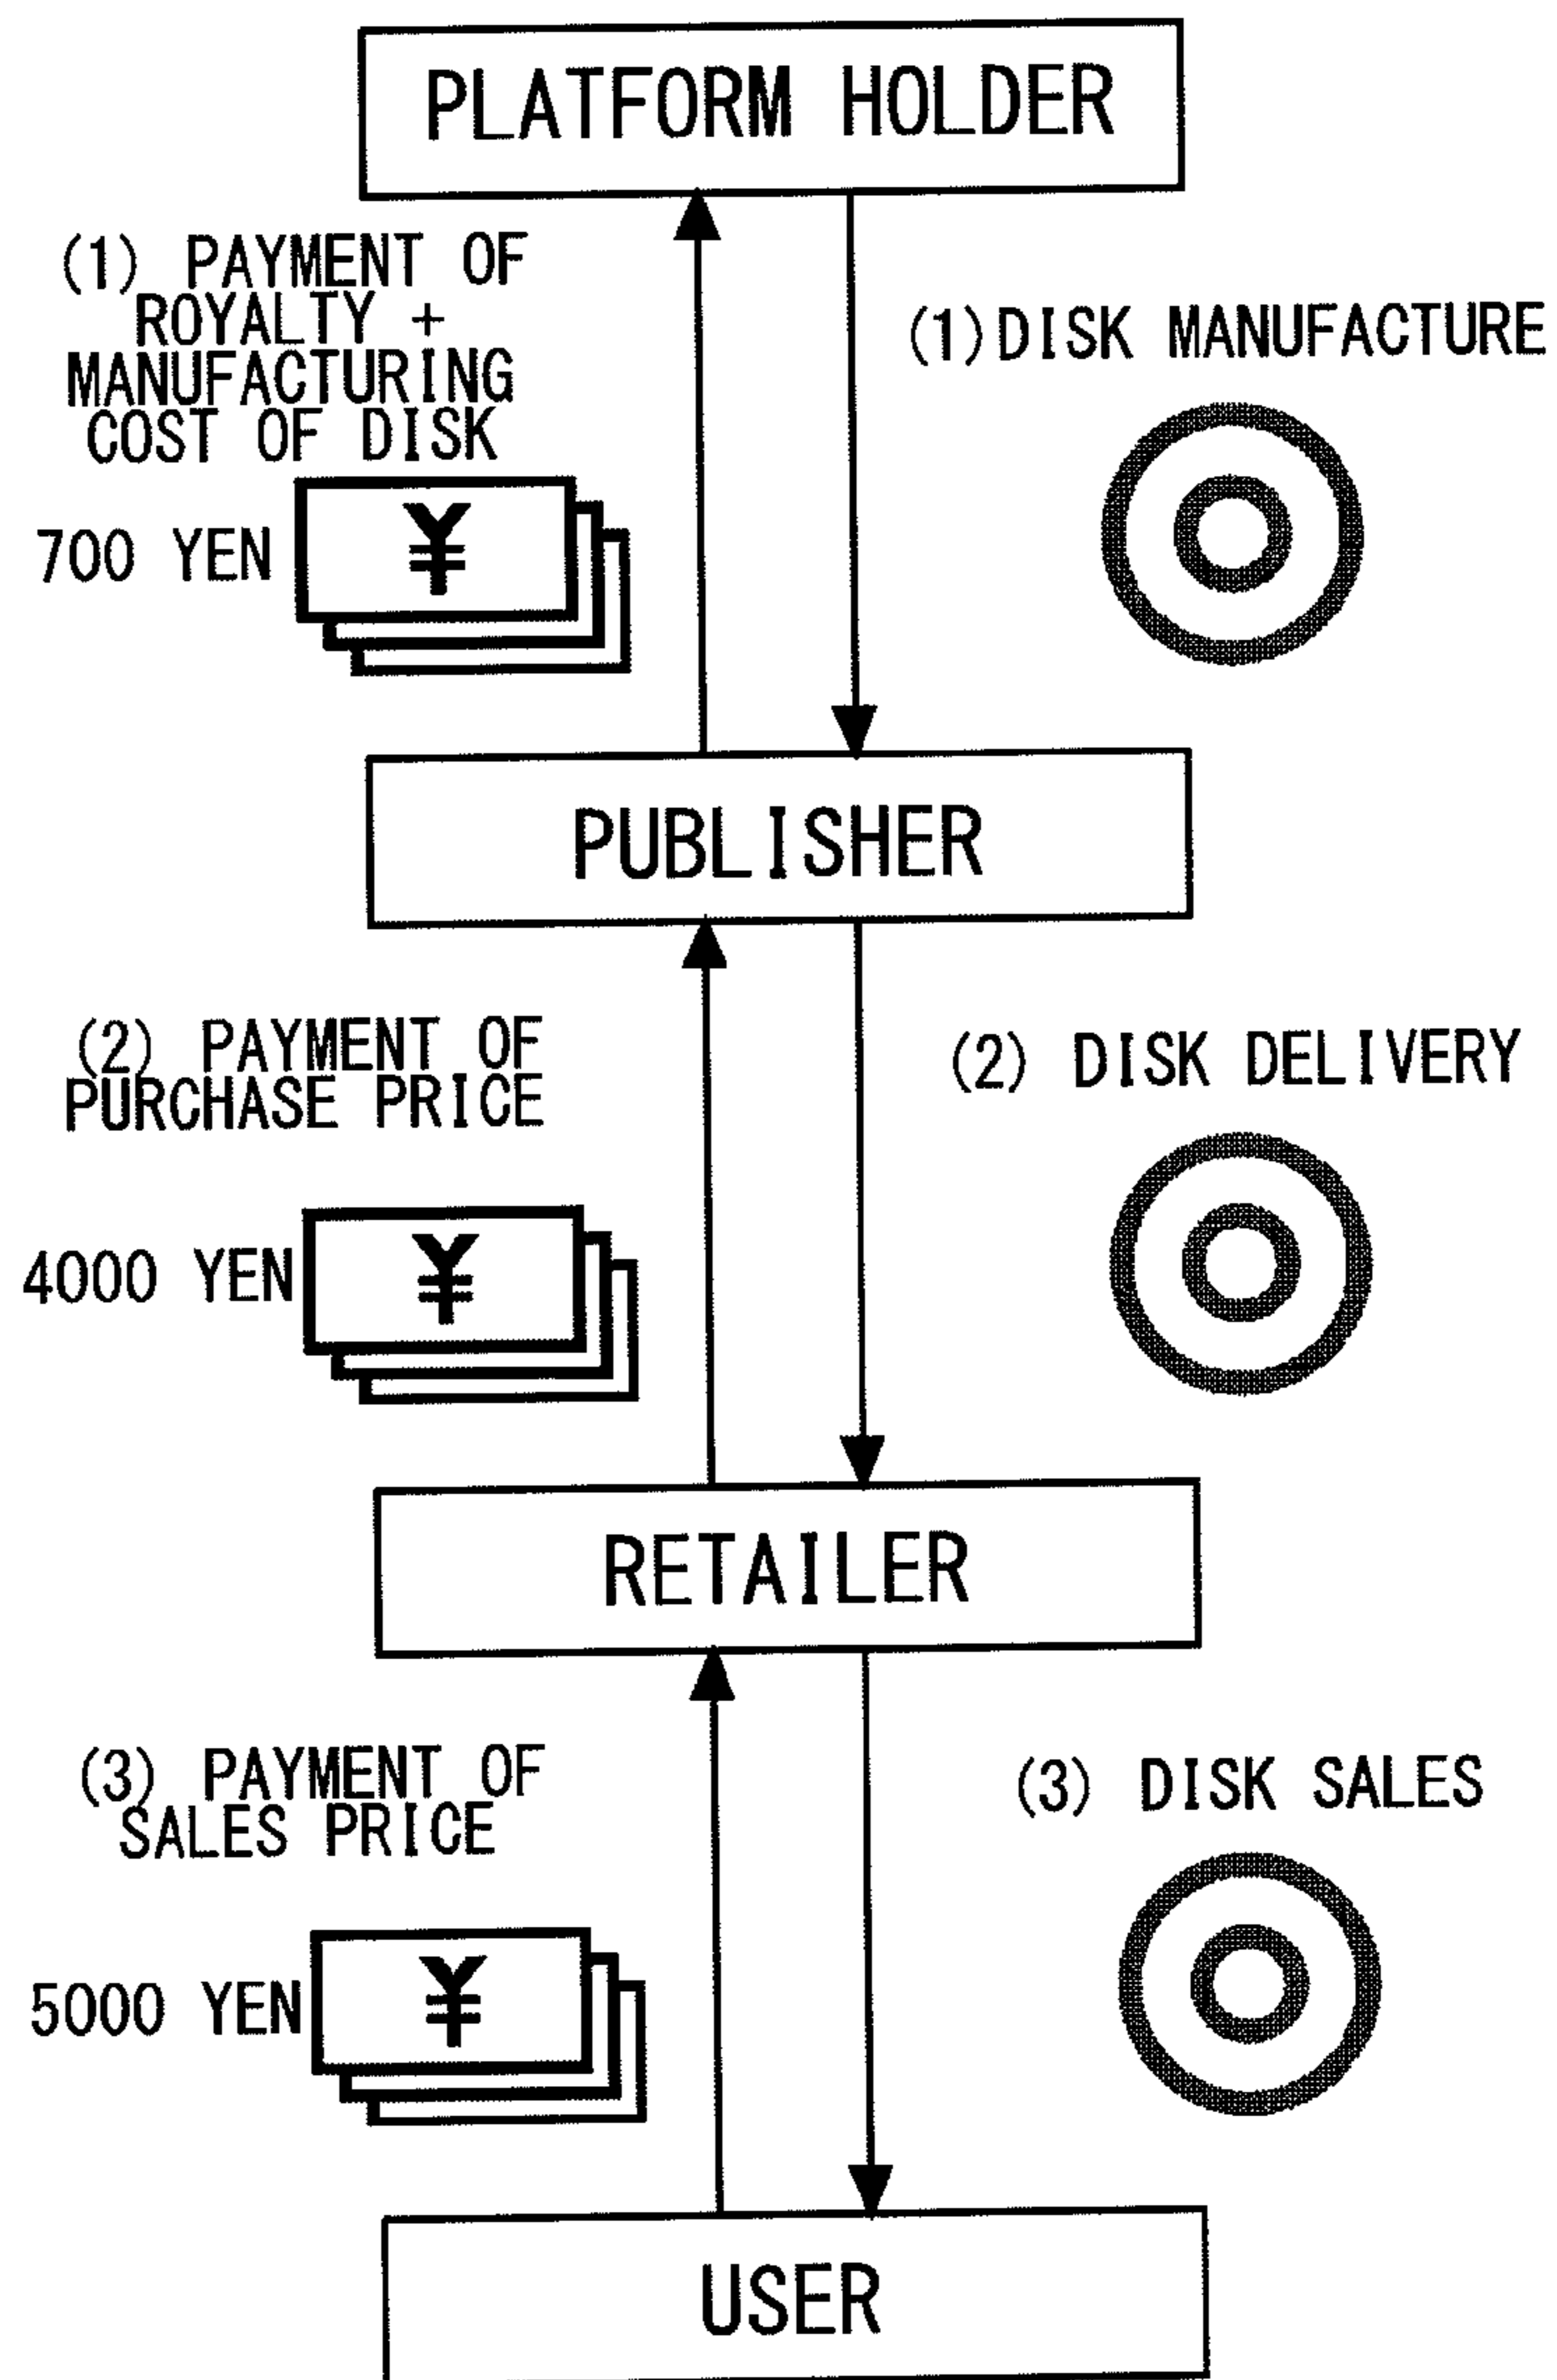 PLATFORM HOLDER
(1) PAYMENT OF
ROYALTY +
MANUFACTURING
COST OF DISK
700 YEN
¥
(1) DISK MANUFACTURE
PUBLISHER
(2) PAYMENT OF
PURCHASE PRICE
4000 YEN
¥
(2) DISK DELIVERY
RETAILER
(3) PAYMENT OF
SALES PRICE
5000 YEN
¥
(3) DISK SALES
USER